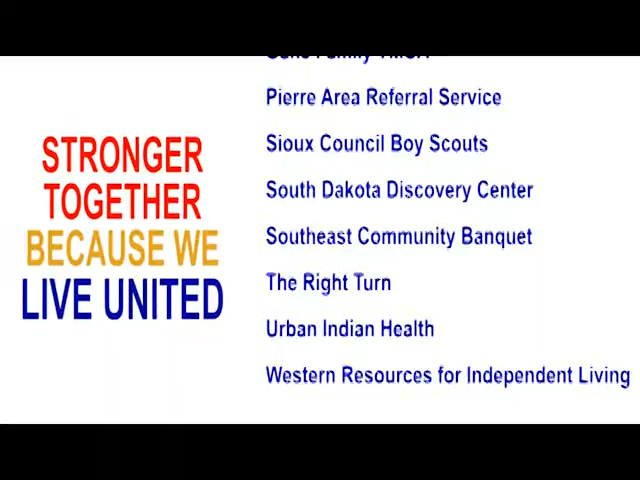 STRONGER
TOGETHER
BECAUSE WE
LIVE UNITED
Pierre Area Referral Service
Sioux Council Boy Scouts
South Dakota Discovery Center
Southeast Community Banquet
The Right Turn
Urban Indian Health
Western Resources for Independent Living